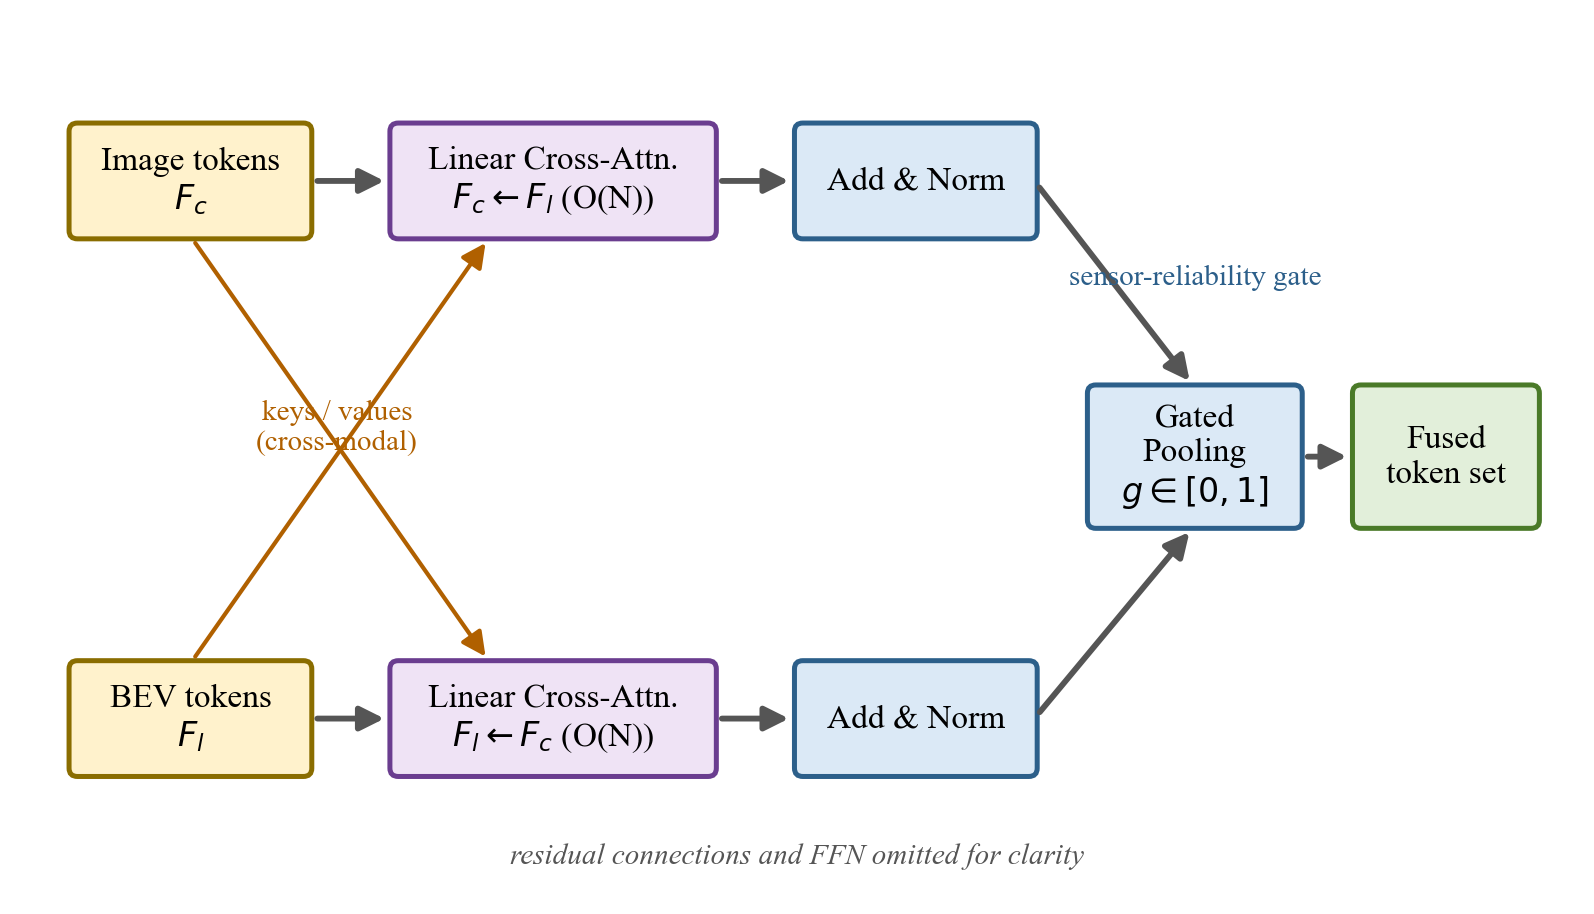 Image tokens
F_c
Linear Cross-Attn.
F_c ← F_l (O(N))
Add & Norm
sensor-reliability gate
keys / values
(cross-modal)
Gated
Pooling
g ∈ [0, 1]
Fused
token set
BEV tokens
F_l
Linear Cross-Attn.
F_l ← F_c (O(N))
Add & Norm
residual connections and FFN omitted for clarity